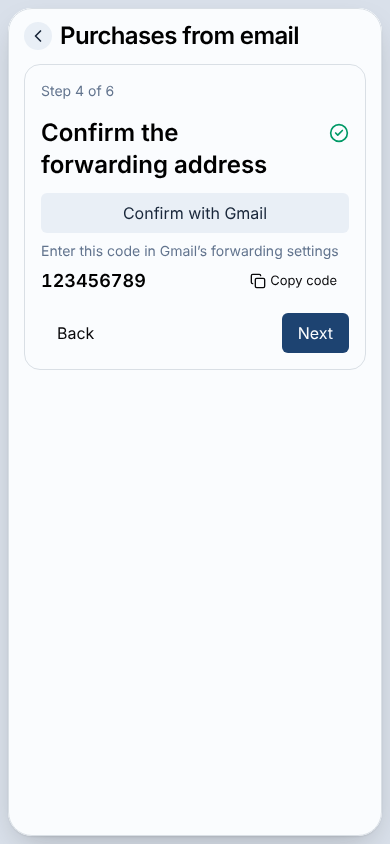 Purchases from email
Step 4 of 6
Confirm the
forwarding address
Confirm with Gmail
Enter this code in Gmail’s forwarding settings
123456789
Copy code
Back
Next